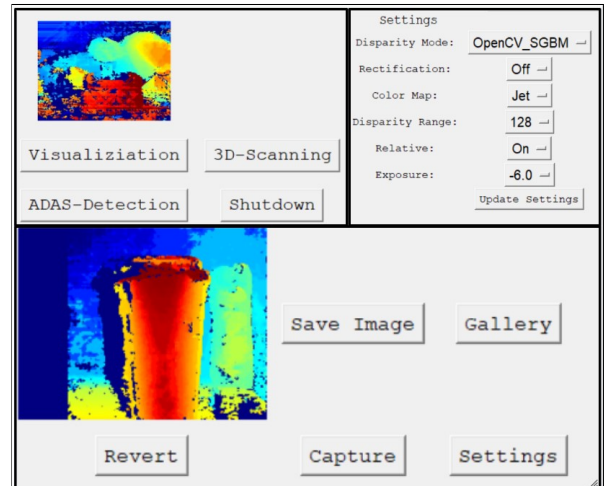 Visualiziation 3D-Scanning
ADAS-Detection Shutdown
Settings
Disparity Mode: OpenCV_SGBM
Rectification: Off
Color Map: Jet
Disparity Range: 128
Relative: On
Exposure: -6.0
Update Settings
Save Image Gallery
Revert Capture Settings